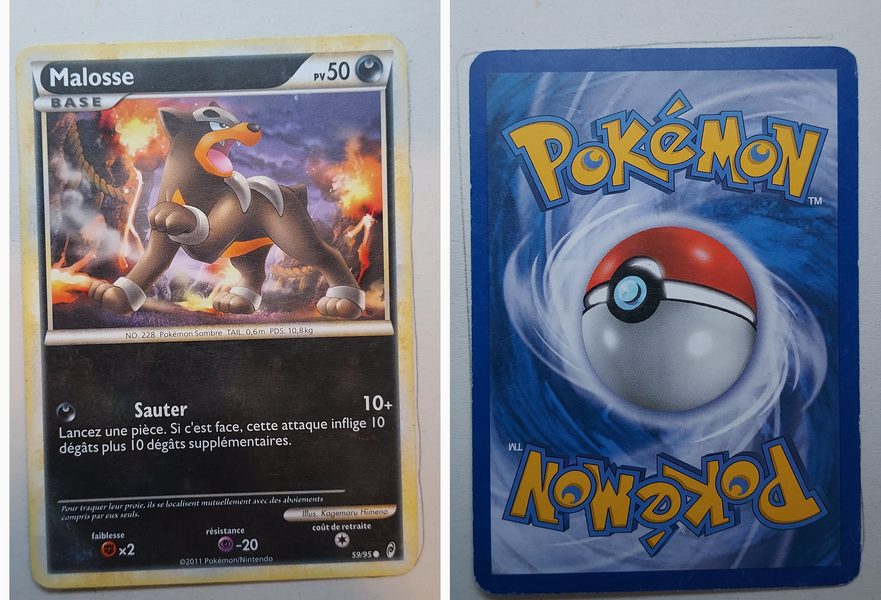 Malosse
PV 50
BASE
NO. 228 Pokémon Sombre TAIL: 0,6m PDS: 10,8kg
Sauter 10+
Lancez une pièce. Si c'est face, cette attaque inflige 10
dégâts plus 10 dégâts supplémentaires.
Pour traquer leur proie, ils se localisent mutuellement avec des aboiements
compris par eux seuls.
Illus. Kagemaru Himeno
faiblesse
×2
résistance
-20
coût de retraite
59/95
©2011 Pokémon/Nintendo
POKéMON
TM
POKéMON
TM